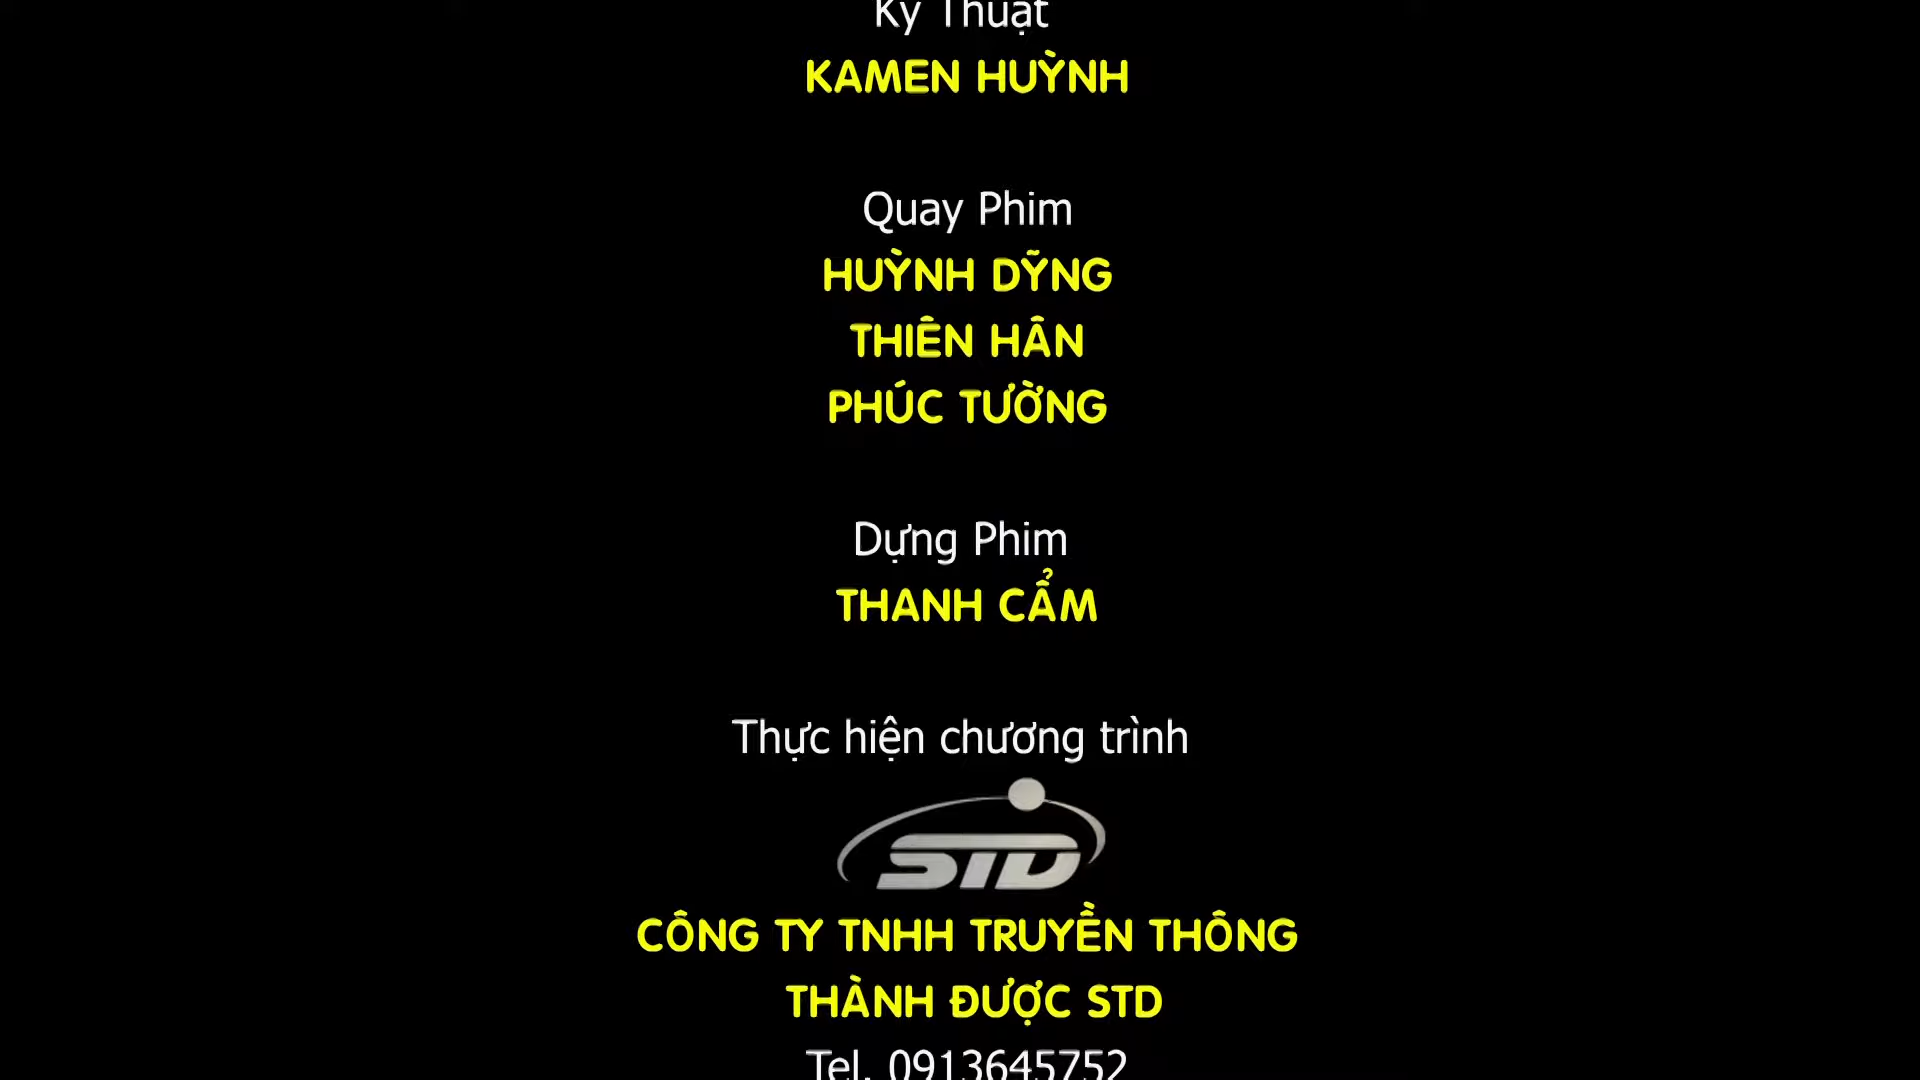 Kỹ Thuật
KAMEN HUỲNH
Quay Phim
HUỲNH DỸNG
THIÊN HÂN
PHÚC TƯỜNG
Dựng Phim
THANH CẨM
Thực hiện chương trình
STD
CÔNG TY TNHH TRUYỀN THÔNG
THÀNH ĐƯỢC STD
Tel. 0913645752